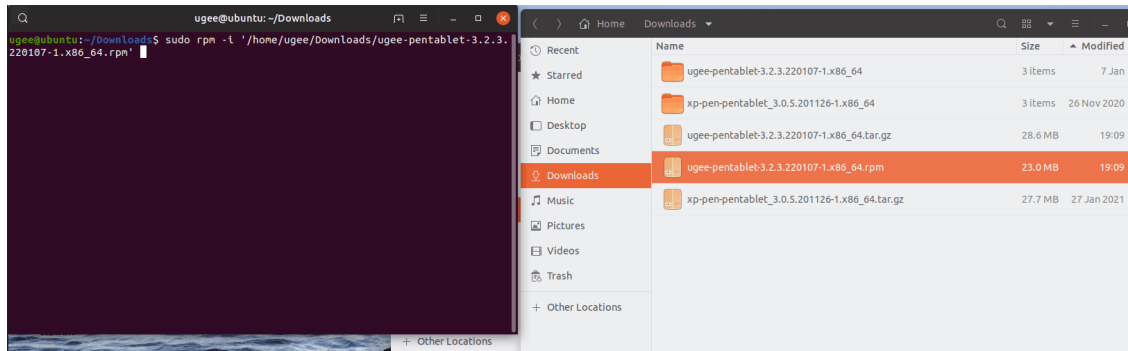 ugee@ubuntu: ~/Downloads
ugee@ubuntu:~/Downloads$ sudo rpm -i '/home/ugee/Downloads/ugee-pentablet-3.2.3.
220107-1.x86_64.rpm'
Other Locations
Home Downloads
Recent
Starred
Home
Desktop
Documents
Downloads
Music
Pictures
Videos
Trash
Other Locations
Name Size Modified
ugee-pentablet-3.2.3.220107-1.x86_64 3 items 7 Jan
xp-pen-pentablet_3.0.5.201126-1.x86_64 3 items 26 Nov 2020
ugee-pentablet-3.2.3.220107-1.x86_64.tar.gz 28.6 MB 19:09
ugee-pentablet-3.2.3.220107-1.x86_64.rpm 23.0 MB 19:09
xp-pen-pentablet_3.0.5.201126-1.x86_64.tar.gz 27.7 MB 27 Jan 2021